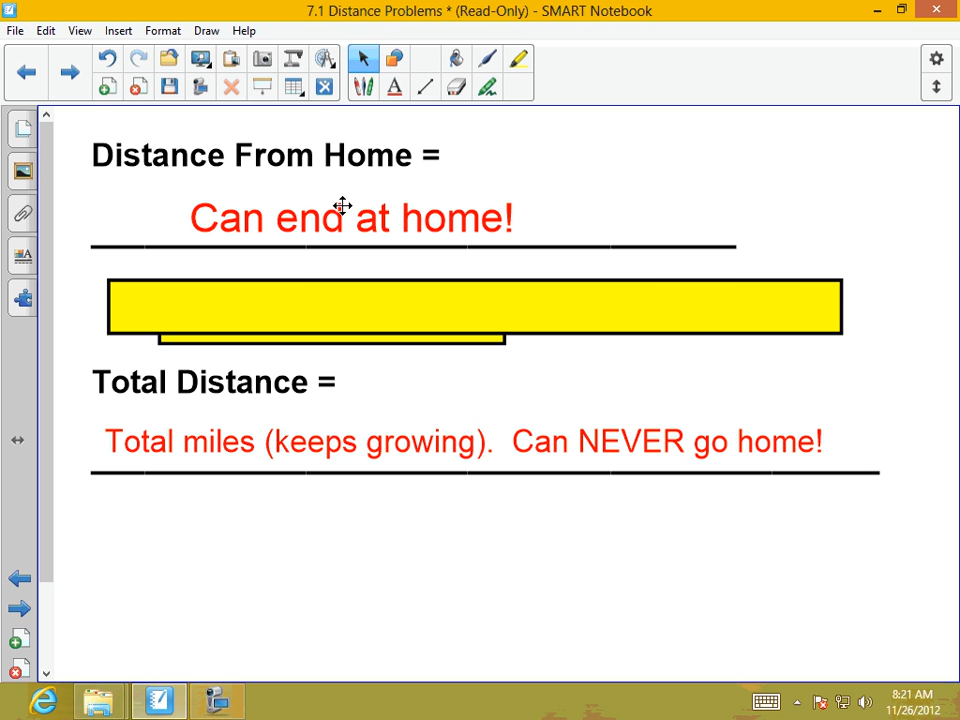 7.1 Distance Problems * (Read-Only) - SMART Notebook
File Edit View Insert Format Draw Help
Distance From Home =
Can end at home!
Total Distance =
Total miles (keeps growing). Can NEVER go home!
8:21 AM
11/26/2012